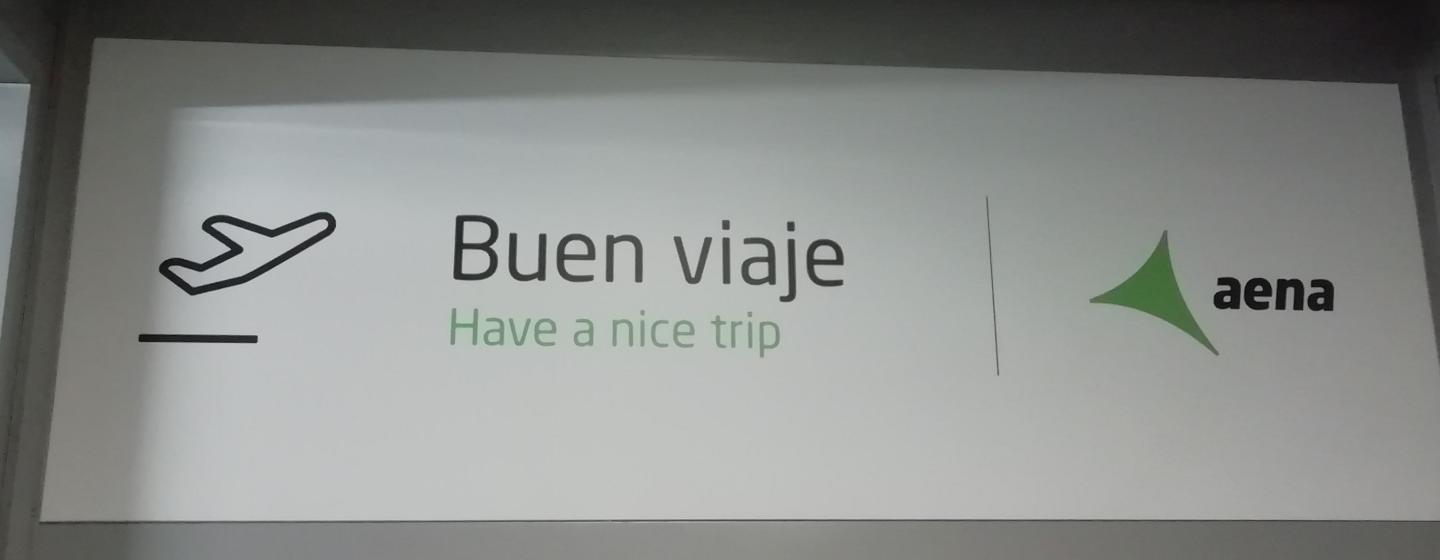 Buen viaje
Have a nice trip
aena